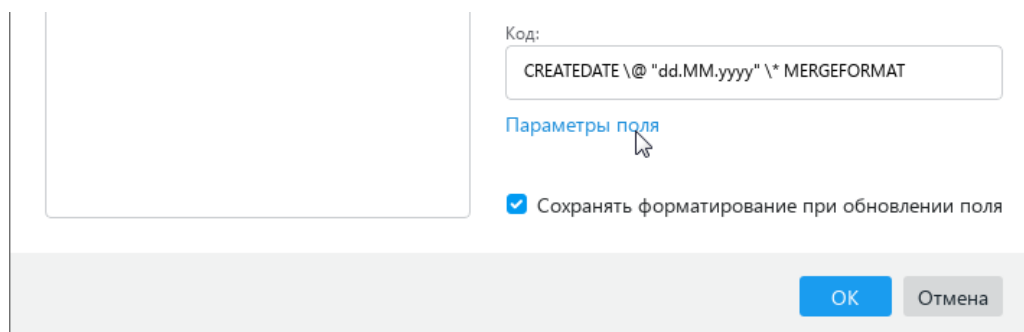 Код:
CREATEDATE \@ "dd.MM.yyyy" \* MERGEFORMAT
Параметры поля
Сохранять форматирование при обновлении поля
OK Отмена